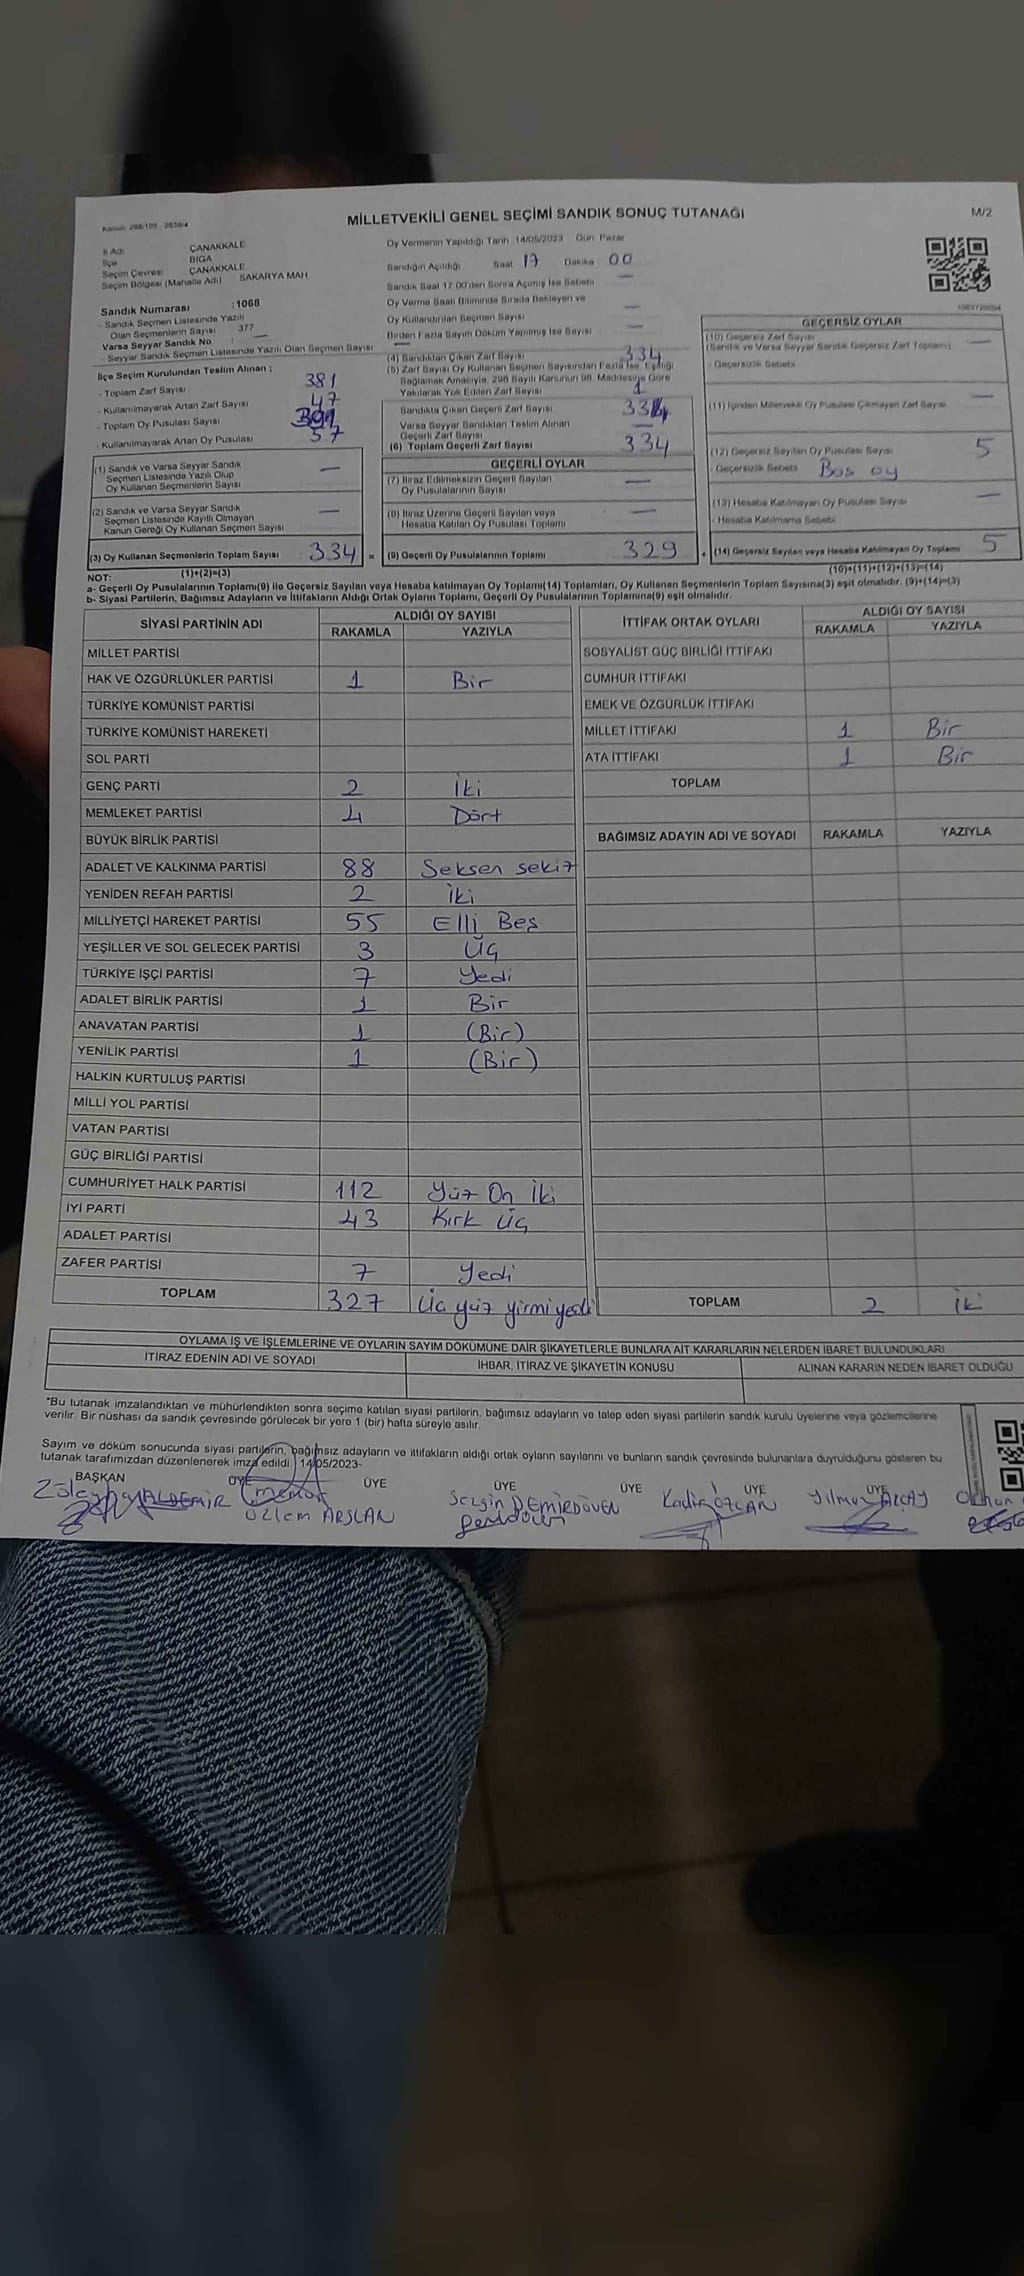 Kanun: 298/105 , 2839/4
MİLLETVEKİLİ GENEL SEÇİMİ SANDIK SONUÇ TUTANAĞI
M/2
İl Adı ÇANAKKALE
İlçe BİGA
Seçim Çevresi ÇANAKKALE
Seçim Bölgesi (Mahalle Adı) SAKARYA MAH
Sandık Numarası :1068
- Sandık Seçmen Listesinde Yazılı
Olan Seçmenlerin Sayısı 377
Varsa Seyyar Sandık No : —
- Seyyar Sandık Seçmen Listesinde Yazılı Olan Seçmen Sayısı
İlçe Seçim Kurulundan Teslim Alınan ;
- Toplam Zarf Sayısı 381
- Kullanılmayarak Artan Zarf Sayısı 47
- Toplam Oy Pusulası Sayısı
- Kullanılmayarak Artan Oy Pusulası 57
Oy Vermenin Yapıldığı Tarih 14/05/2023 Gün: Pazar
Sandığın Açıldığı Saat 17 Dakika 00
Sandık Saat 17.00'den Sonra Açılmış İse Sebebi —
Oy Verme Saati Bitiminde Sırada Bekleyen ve
Oy Kullandırılan Seçmen Sayısı —
Birden Fazla Sayım Döküm Yapılmış İse Sayısı —
(4) Sandıktan Çıkan Zarf Sayısı 334
(5) Zarf Sayısı Oy Kullanan Seçmen Sayısından Fazla İse, Eşitliği
Sağlamak Amacıyla, 298 Sayılı Kanunun 98. Maddesine Göre
Yakılarak Yok Edilen Zarf Sayısı 1
Sandıkta Çıkan Geçerli Zarf Sayısı 334
Varsa Seyyar Sandıktan Teslim Alınan
Geçerli Zarf Sayısı —
(6) Toplam Geçerli Zarf Sayısı 334
GEÇERSİZ OYLAR
(10) Geçersiz Zarf Sayısı
(Sandık ve Varsa Seyyar Sandık Geçersiz Zarf Toplamı) —
- Geçersizlik Sebebi
(11) İçinden Milletvekili Oy Pusulası Çıkmayan Zarf Sayısı —
(12) Geçersiz Sayılan Oy Pusulası Sayısı 5
- Geçersizlik Sebebi Boş oy
(13) Hesaba Katılmayan Oy Pusulası Sayısı —
- Hesaba Katılmama Sebebi
(14) Geçersiz Sayılan veya Hesaba Katılmayan Oy Toplamı 5
(10)+(11)+(12)+(13)=(14)
(1) Sandık ve Varsa Seyyar Sandık
Seçmen Listesinde Yazılı Olup
Oy Kullanan Seçmenlerin Sayısı —
(2) Sandık ve Varsa Seyyar Sandık
Seçmen Listesinde Kayıtlı Olmayan
Kanun Gereği Oy Kullanan Seçmen Sayısı —
(3) Oy Kullanan Seçmenlerin Toplam Sayısı 334 =
(1)+(2)=(3)
GEÇERLİ OYLAR
(7) İtiraz Edilmeksizin Geçerli Sayılan
Oy Pusulalarının Sayısı —
(8) İtiraz Üzerine Geçerli Sayılan veya
Hesaba Katılan Oy Pusulası Toplamı —
(9) Geçerli Oy Pusulalarının Toplamı 329 +
NOT:
a- Geçerli Oy Pusulalarının Toplamı(9) ile Geçersiz Sayılan veya Hesaba katılmayan Oy Toplamı(14) Toplamları, Oy Kullanan Seçmenlerin Toplam Sayısına(3) eşit olmalıdır. (9)+(14)=(3)
b- Siyasi Partilerin, Bağımsız Adayların ve İttifakların Aldığı Oyların Toplamı, Geçerli Oy Pusulalarının Toplamına(9) eşit olmalıdır.
SİYASİ PARTİNİN ADI ALDIĞI OY SAYISI
RAKAMLA YAZIYLA
MİLLET PARTİSİ
HAK VE ÖZGÜRLÜKLER PARTİSİ 1 Bir
TÜRKİYE KOMÜNİST PARTİSİ
TÜRKİYE KOMÜNİST HAREKETİ
SOL PARTİ
GENÇ PARTİ 2 İki
MEMLEKET PARTİSİ 4 Dört
BÜYÜK BİRLİK PARTİSİ
ADALET VE KALKINMA PARTİSİ 88 Seksen sekiz
YENİDEN REFAH PARTİSİ 2 İki
MİLLİYETÇİ HAREKET PARTİSİ 55 Elli Beş
YEŞİLLER VE SOL GELECEK PARTİSİ 3 Üç
TÜRKİYE İŞÇİ PARTİSİ 7 Yedi
ADALET BİRLİK PARTİSİ 1 Bir
ANAVATAN PARTİSİ 1 (Bir)
YENİLİK PARTİSİ 1 (Bir)
HALKIN KURTULUŞ PARTİSİ
MİLLİ YOL PARTİSİ
VATAN PARTİSİ
GÜÇ BİRLİĞİ PARTİSİ
CUMHURİYET HALK PARTİSİ 112 Yüz On İki
İYİ PARTİ 43 Kırk Üç
ADALET PARTİSİ
ZAFER PARTİSİ 7 Yedi
TOPLAM 327 Üç yüz yirmi yedi
İTTİFAK ORTAK OYLARI ALDIĞI OY SAYISI
RAKAMLA YAZIYLA
SOSYALİST GÜÇ BİRLİĞİ İTTİFAKI
CUMHUR İTTİFAKI
EMEK VE ÖZGÜRLÜK İTTİFAKI
MİLLET İTTİFAKI 1 Bir
ATA İTTİFAKI 1 Bir
TOPLAM
BAĞIMSIZ ADAYIN ADI VE SOYADI RAKAMLA YAZIYLA
TOPLAM 2 İki
OYLAMA İŞ VE İŞLEMLERİNE VE OYLARIN SAYIM DÖKÜMÜNE DAİR ŞİKAYETLERLE BUNLARA AİT KARARLARIN NELERDEN İBARET BULUNDUKLARI
İTİRAZ EDENİN ADI VE SOYADI İHBAR, İTİRAZ VE ŞİKAYETİN KONUSU ALINAN KARARIN NEDEN İBARET OLDUĞU
*Bu tutanak imzalandıktan ve mühürlendikten sonra seçime katılan siyasi partilerin, bağımsız adayların ve talep eden siyasi partilerin sandık kurulu üyelerine veya gözlemcilerine
verilir. Bir nüshası da sandık çevresinde görülecek bir yere 1 (bir) hafta süreyle asılır.
Sayım ve döküm sonucunda siyasi partilerin, bağımsız adayların ve ittifakların aldığı ortak oyların sayılarını ve bunların sandık çevresinde bulunanlara duyrulduğunu gösteren bu
tutanak tarafımızdan düzenlenerek imza edildi. 14/05/2023-
BAŞKAN ÜYE ÜYE ÜYE ÜYE ÜYE ÜYE
Özlem ARSLAN Sezgin DEMİRDÖVEN Kadir ÖZCAN Yılmaz Orhan